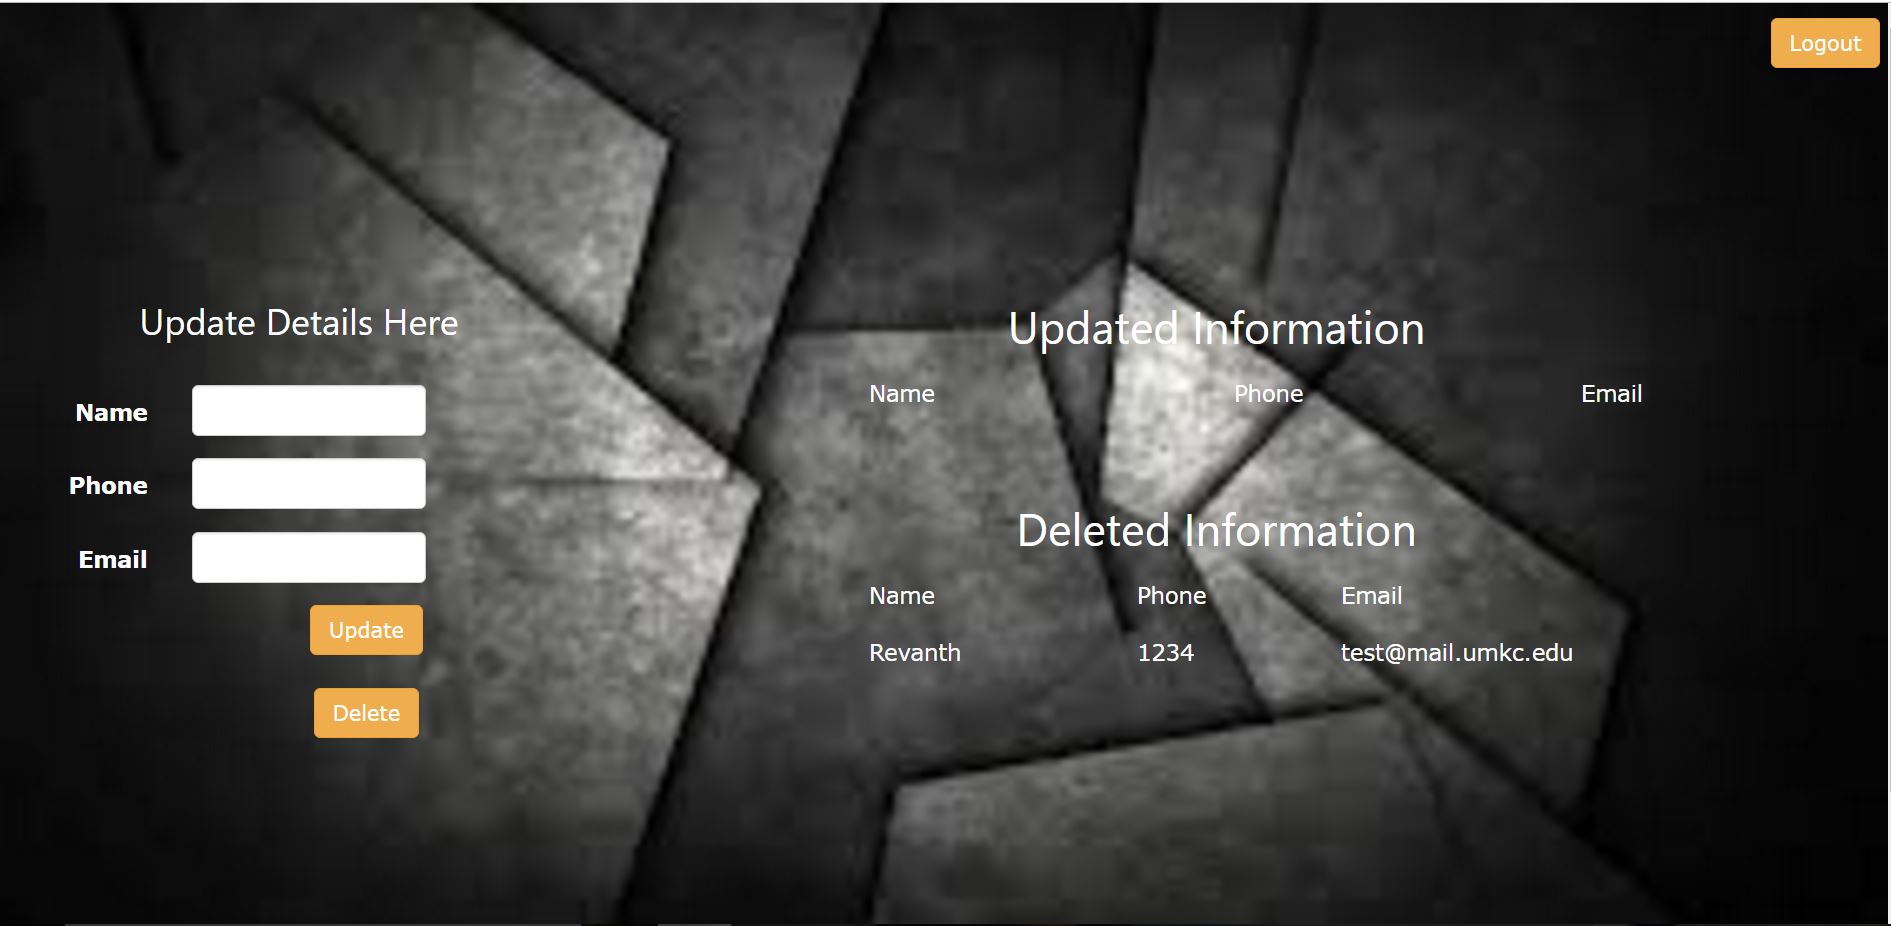 Logout
Update Details Here
Name
Phone
Email
Update
Delete
Updated Information
Name Phone Email
Deleted Information
Name Phone Email
Revanth 1234 test@mail.umkc.edu